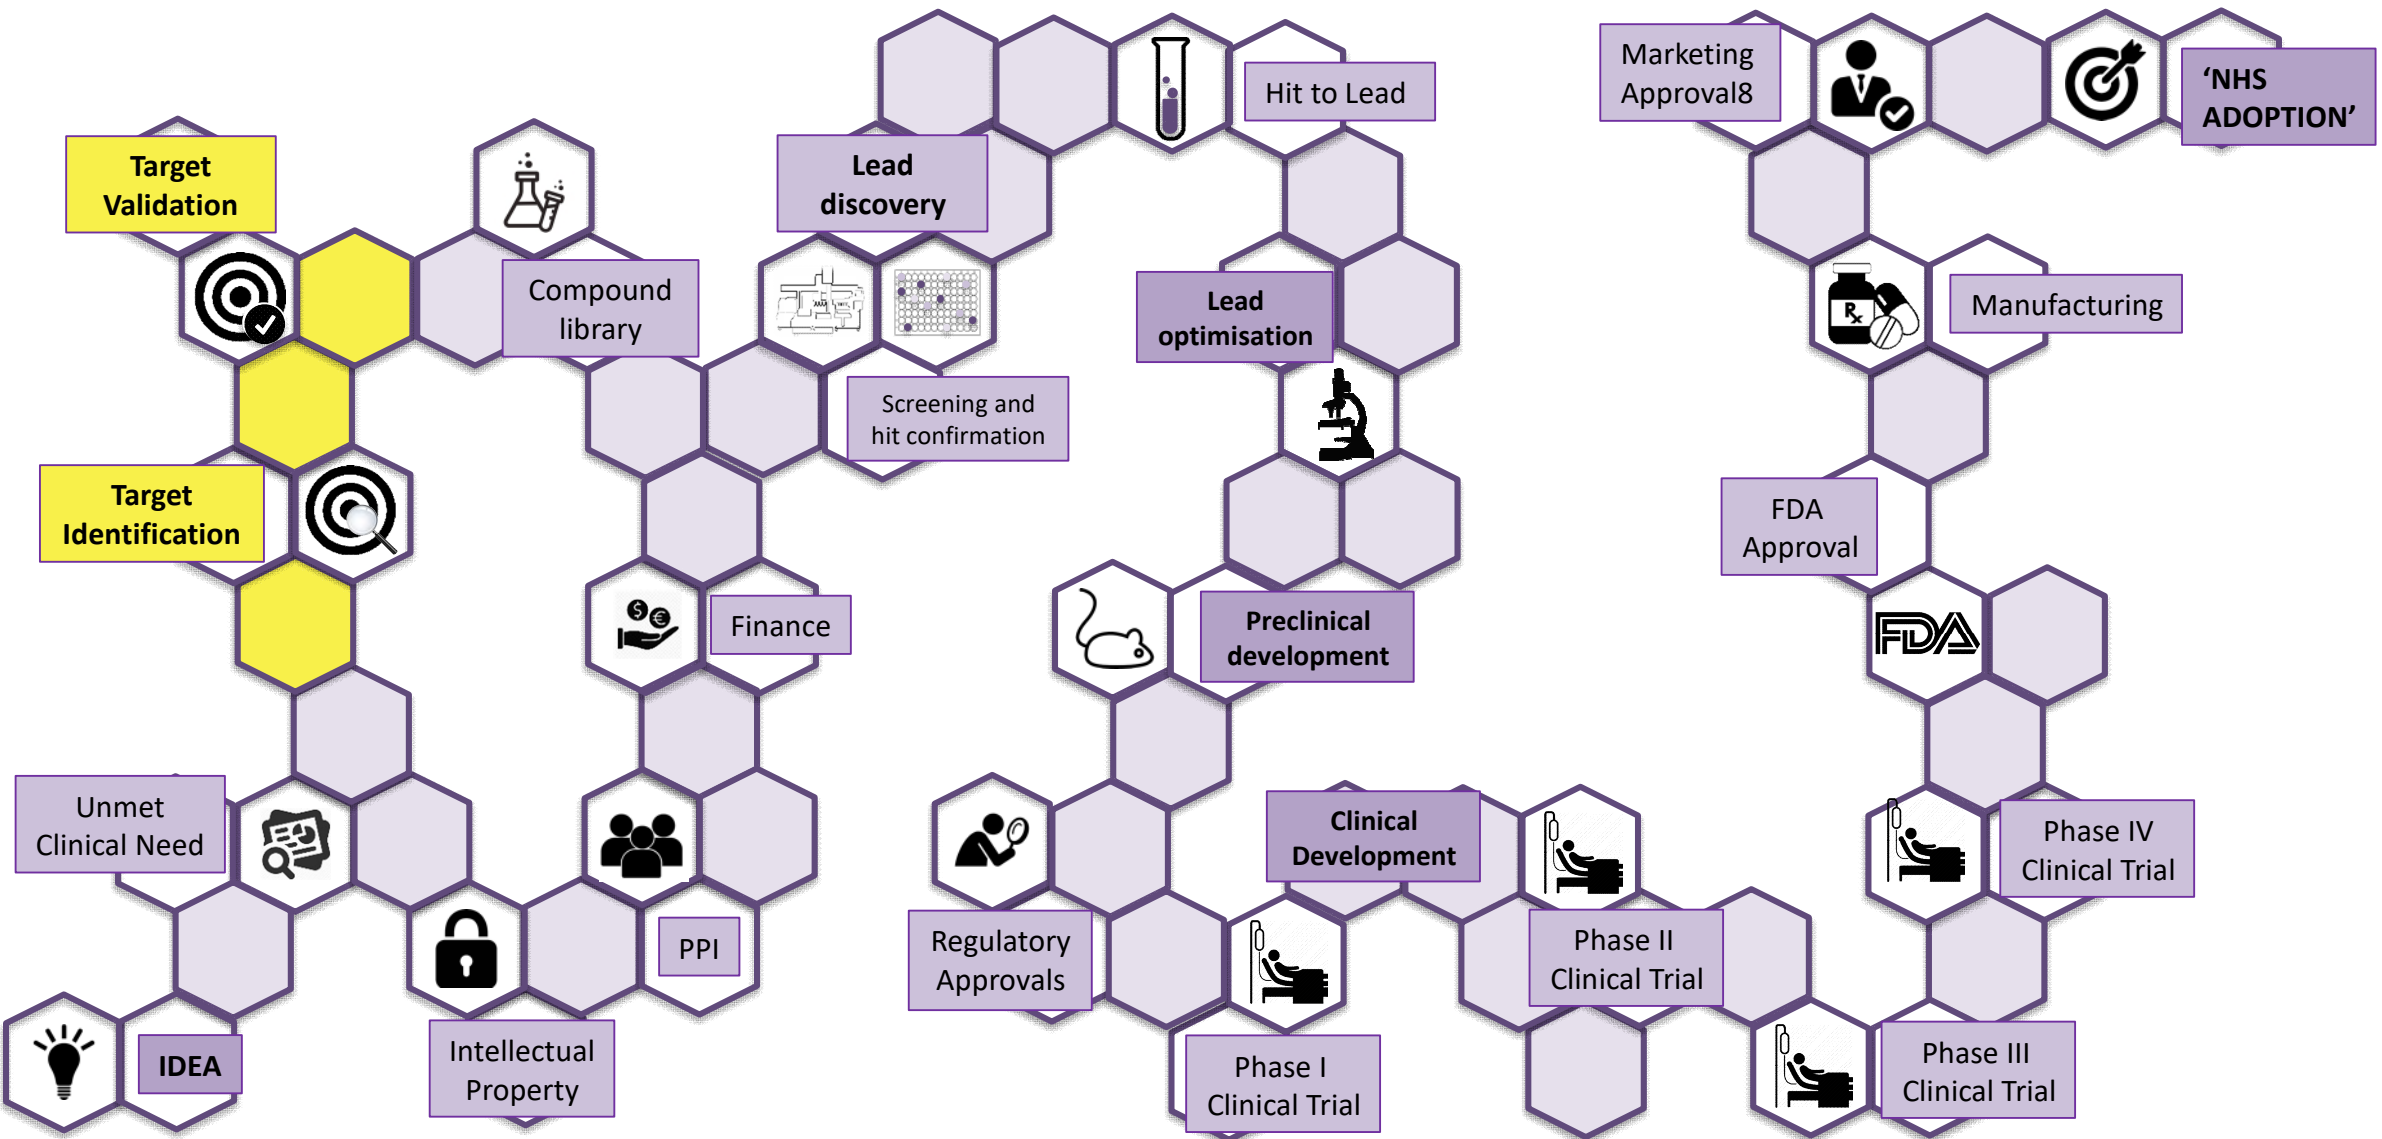 Target
Validation
Target
Identification
Unmet
Clinical Need
IDEA
Intellectual
Property
PPI
Finance
$ €
Compound
library
Lead
discovery
Screening and
hit confirmation
Hit to Lead
Lead
optimisation
Preclinical
development
Regulatory
Approvals
Phase I
Clinical Trial
Clinical
Development
Phase II
Clinical Trial
Phase III
Clinical Trial
Phase IV
Clinical Trial
FDA
FDA
Approval
Rx
Manufacturing
Marketing
Approval8
‘NHS
ADOPTION’